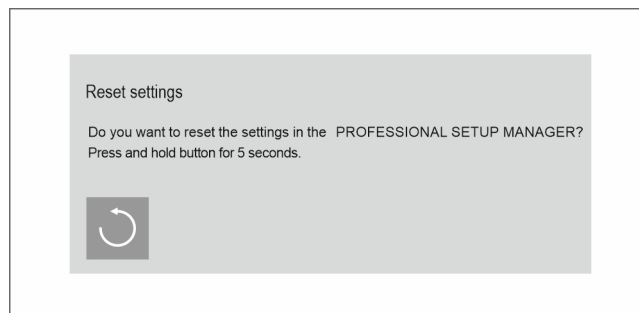 Reset settings
Do you want to reset the settings in the PROFESSIONAL SETUP MANAGER?
Press and hold button for 5 seconds.